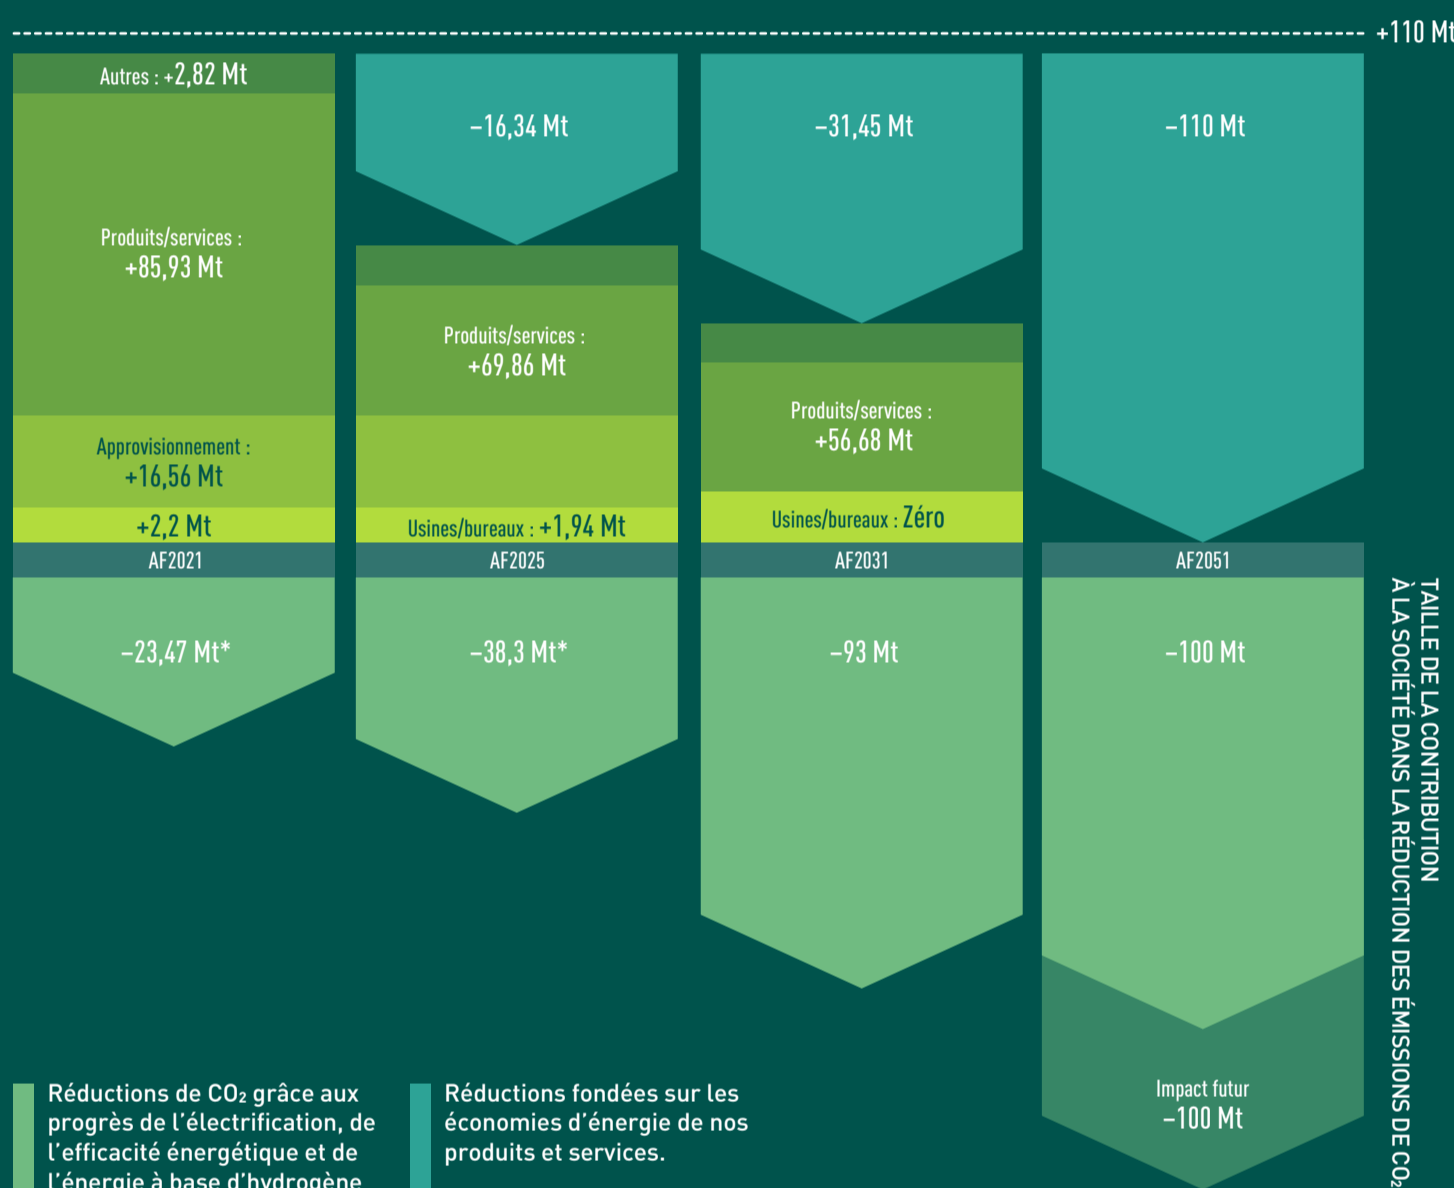 +110 Mt
Autres : +2,82 Mt
Produits/services :
+85,93 Mt
Approvisionnement :
+16,56 Mt
+2,2 Mt
AF2021
–23,47 Mt*
–16,34 Mt
Produits/services :
+69,86 Mt
Usines/bureaux : +1,94 Mt
AF2025
–38,3 Mt*
–31,45 Mt
Produits/services :
+56,68 Mt
Usines/bureaux : Zéro
AF2031
–93 Mt
–110 Mt
AF2051
–100 Mt
Impact futur
–100 Mt
TAILLE DE LA CONTRIBUTION
À LA SOCIÉTÉ DANS LA RÉDUCTION DES ÉMISSIONS DE CO₂
Réductions de CO₂ grâce aux
progrès de l’électrification, de
l’efficacité énergétique et de
l’énergie à base d’hydrogène
Réductions fondées sur les
économies d’énergie de nos
produits et services.